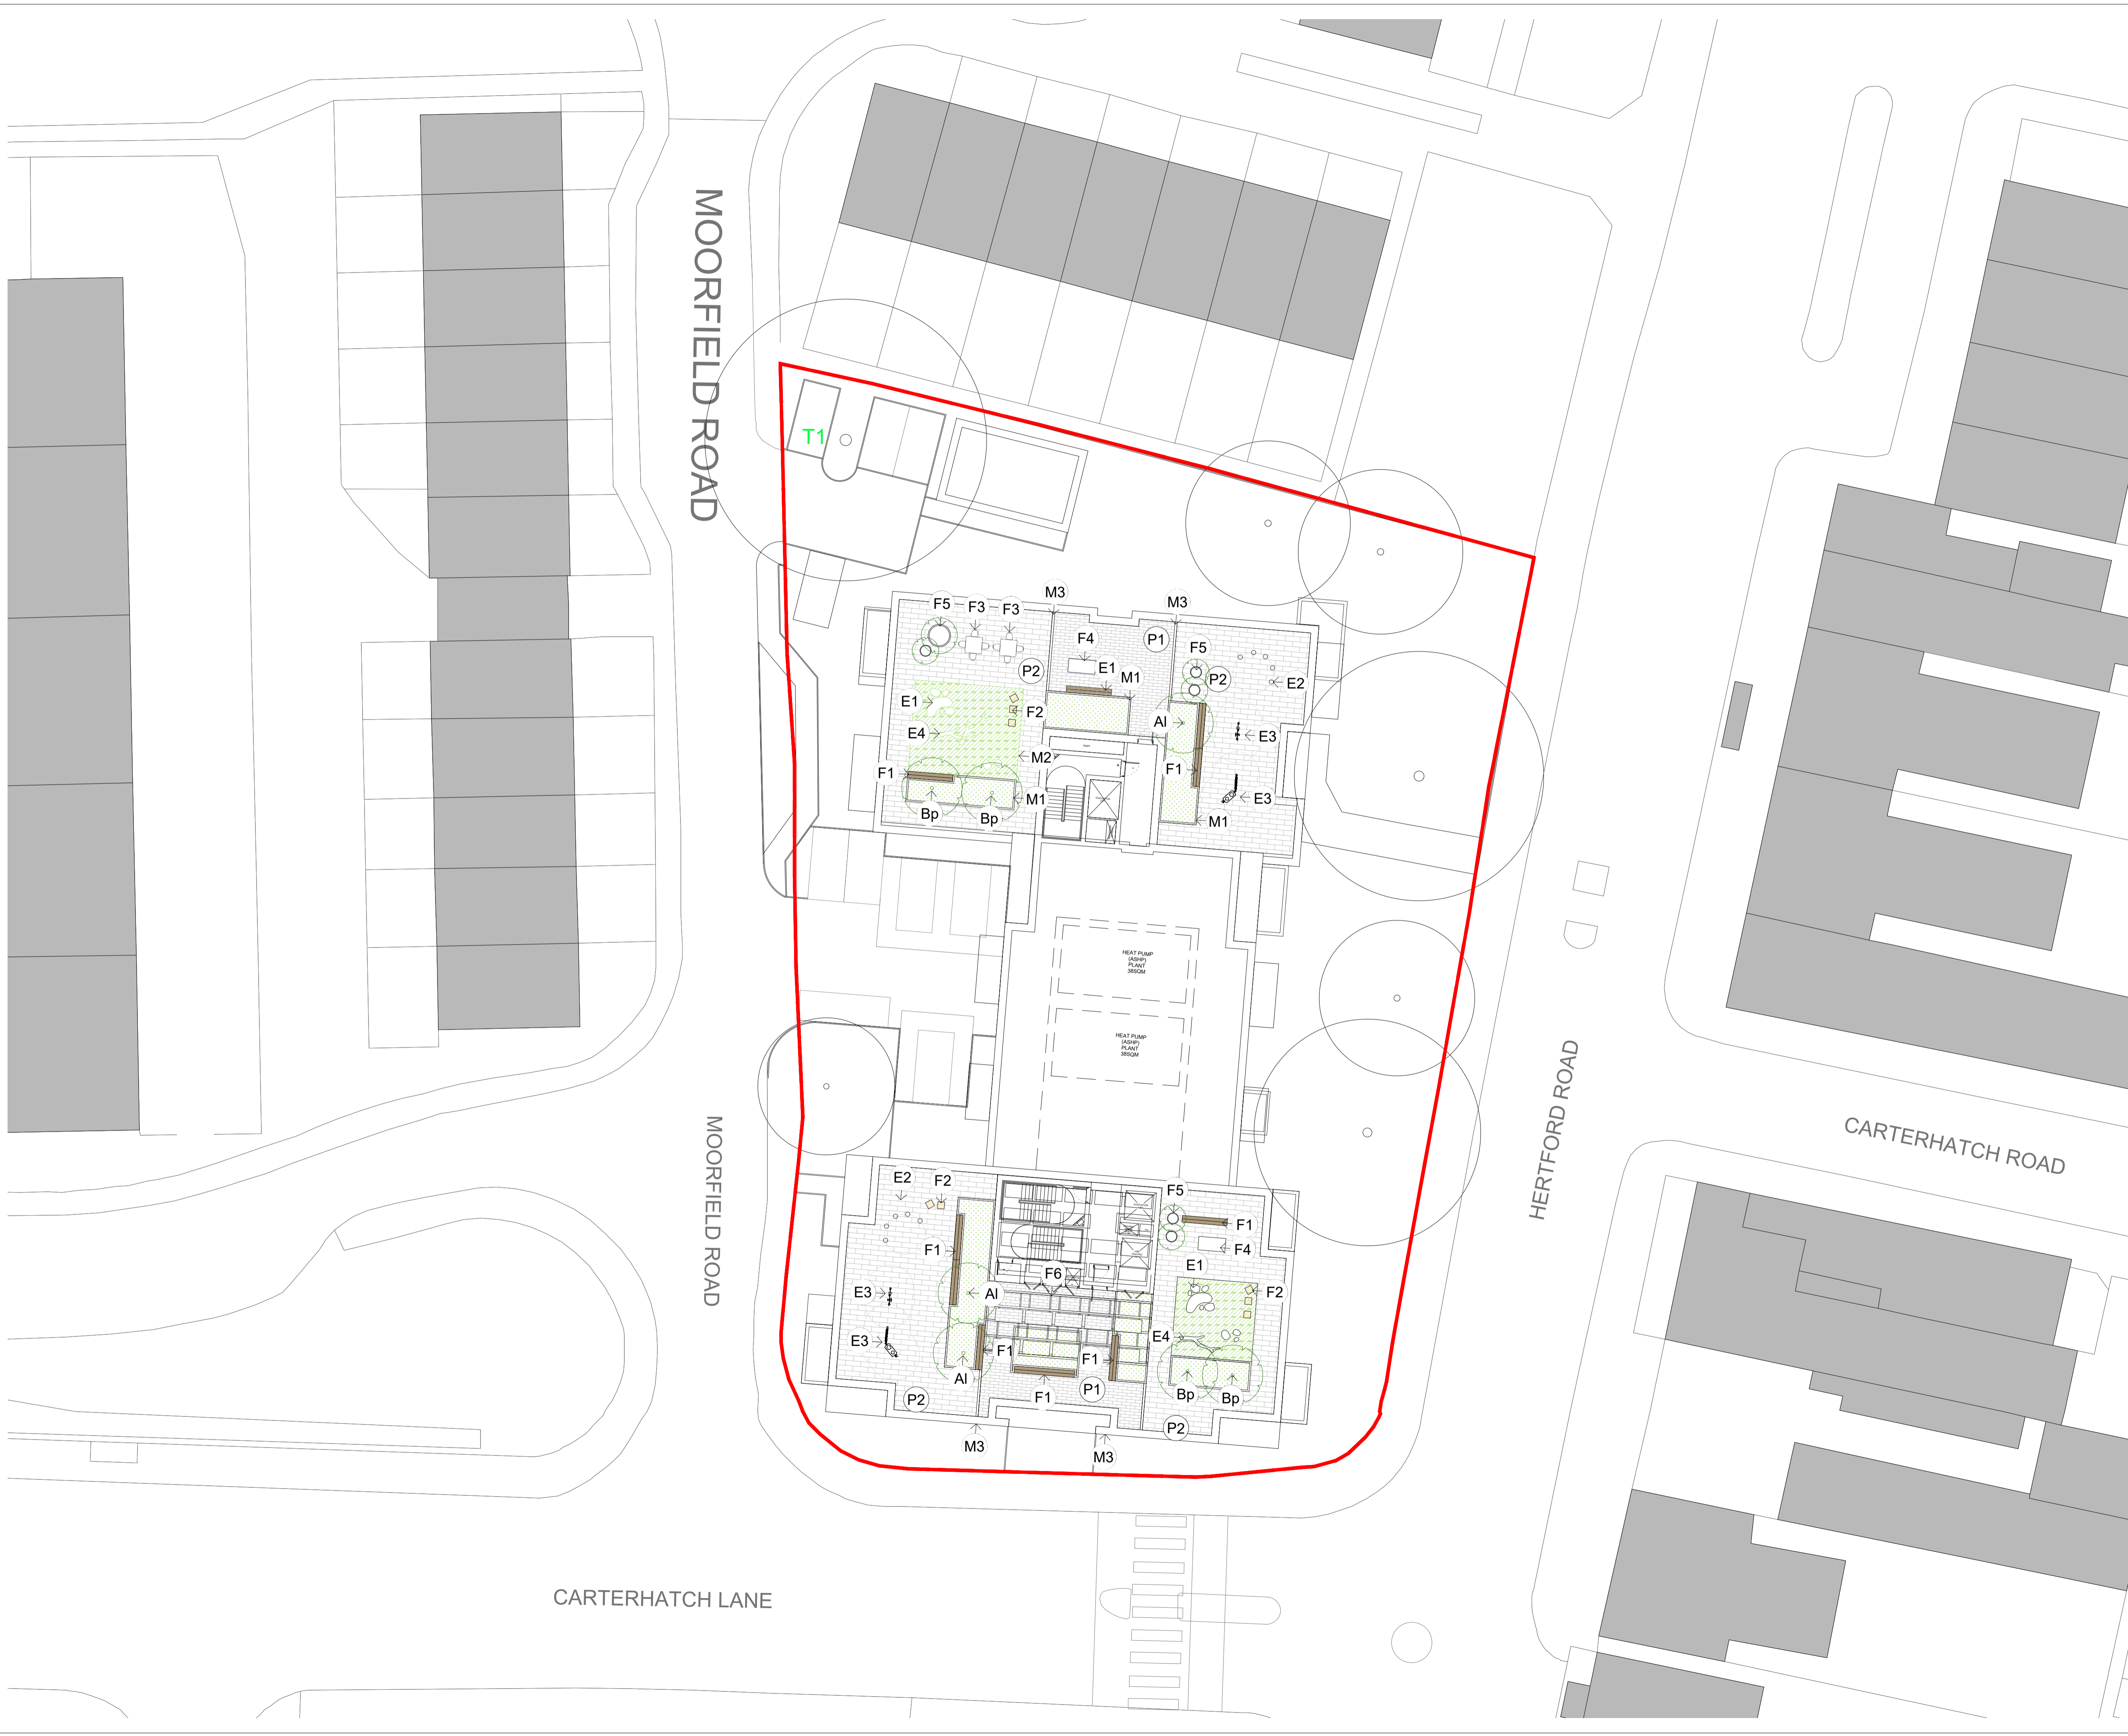 MOORFIELD ROAD
T1
M3
M3
F5
F3
F3
F4
P1
F5
E1
M1
P2
P2
E2
E1
F2
Al
E4
E3
M2
F1
F1
M1
E3
Bp
Bp
M1
HEAT PUMP
(ASHP)
PLANT
38SQM
HEAT PUMP
(ASHP)
PLANT
38SQM
MOORFIELD ROAD
HERTFORD ROAD
CARTERHATCH ROAD
E2
F2
F5
F1
F1
F4
E1
F6
E3
Al
F2
E3
F1
F1
E4
Al
P2
F1
P1
Bp
Bp
P2
M3
M3
CARTERHATCH LANE